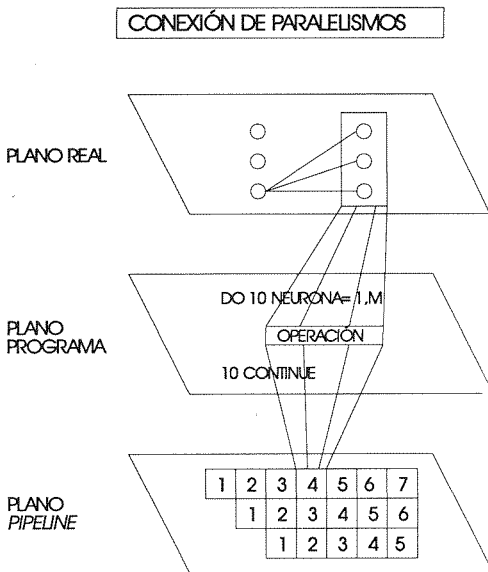 CONEXIÓN DE PARALELISMOS
PLANO REAL
DO 10 NEURONA= 1,M
PLANO
PROGRAMA
OPERACIÓN
10 CONTINUE
PLANO
PIPELINE
1 2 3 4 5 6 7
1 2 3 4 5 6
1 2 3 4 5